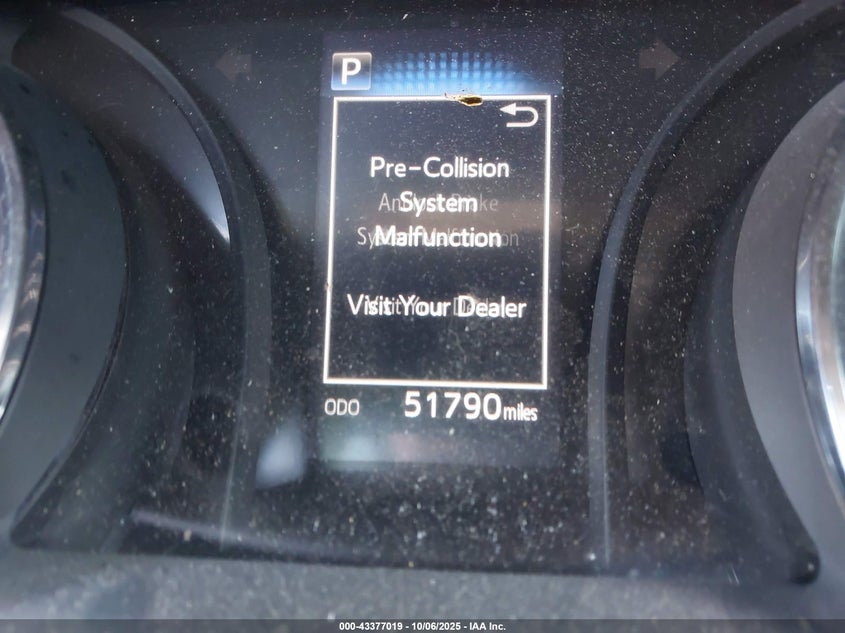 P
Pre-Collision
System
Malfunction
Visit Your Dealer
ODO 51790 miles
000-43377019 - 10/06/2025 - IAA Inc.